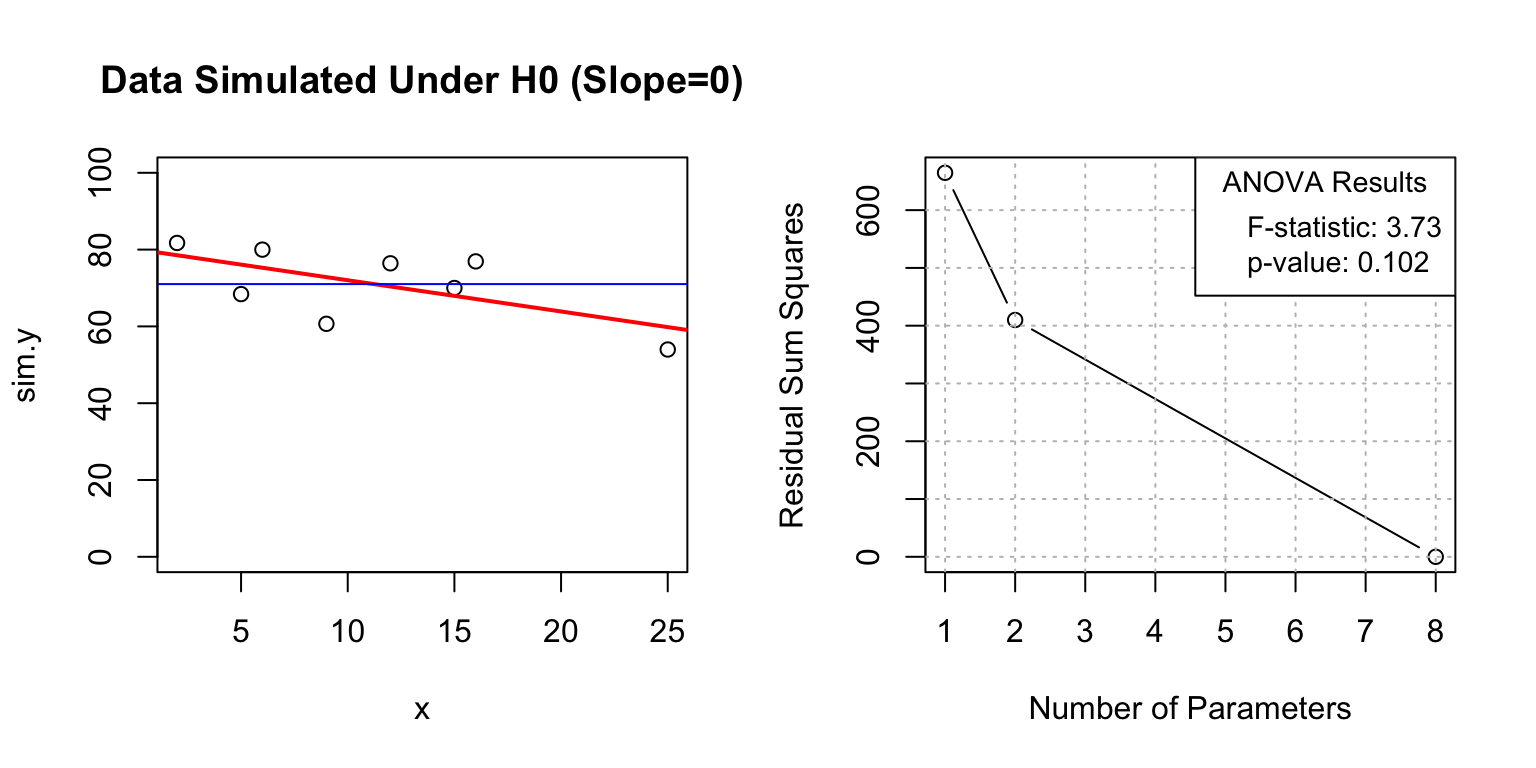 Data Simulated Under H0 (Slope=0)
sim.y
100
80
60
40
20
0
5 10 15 20 25
x
Residual Sum Squares
600
400
200
0
ANOVA Results
F-statistic: 3.73
p-value: 0.102
1 2 3 4 5 6 7 8
Number of Parameters